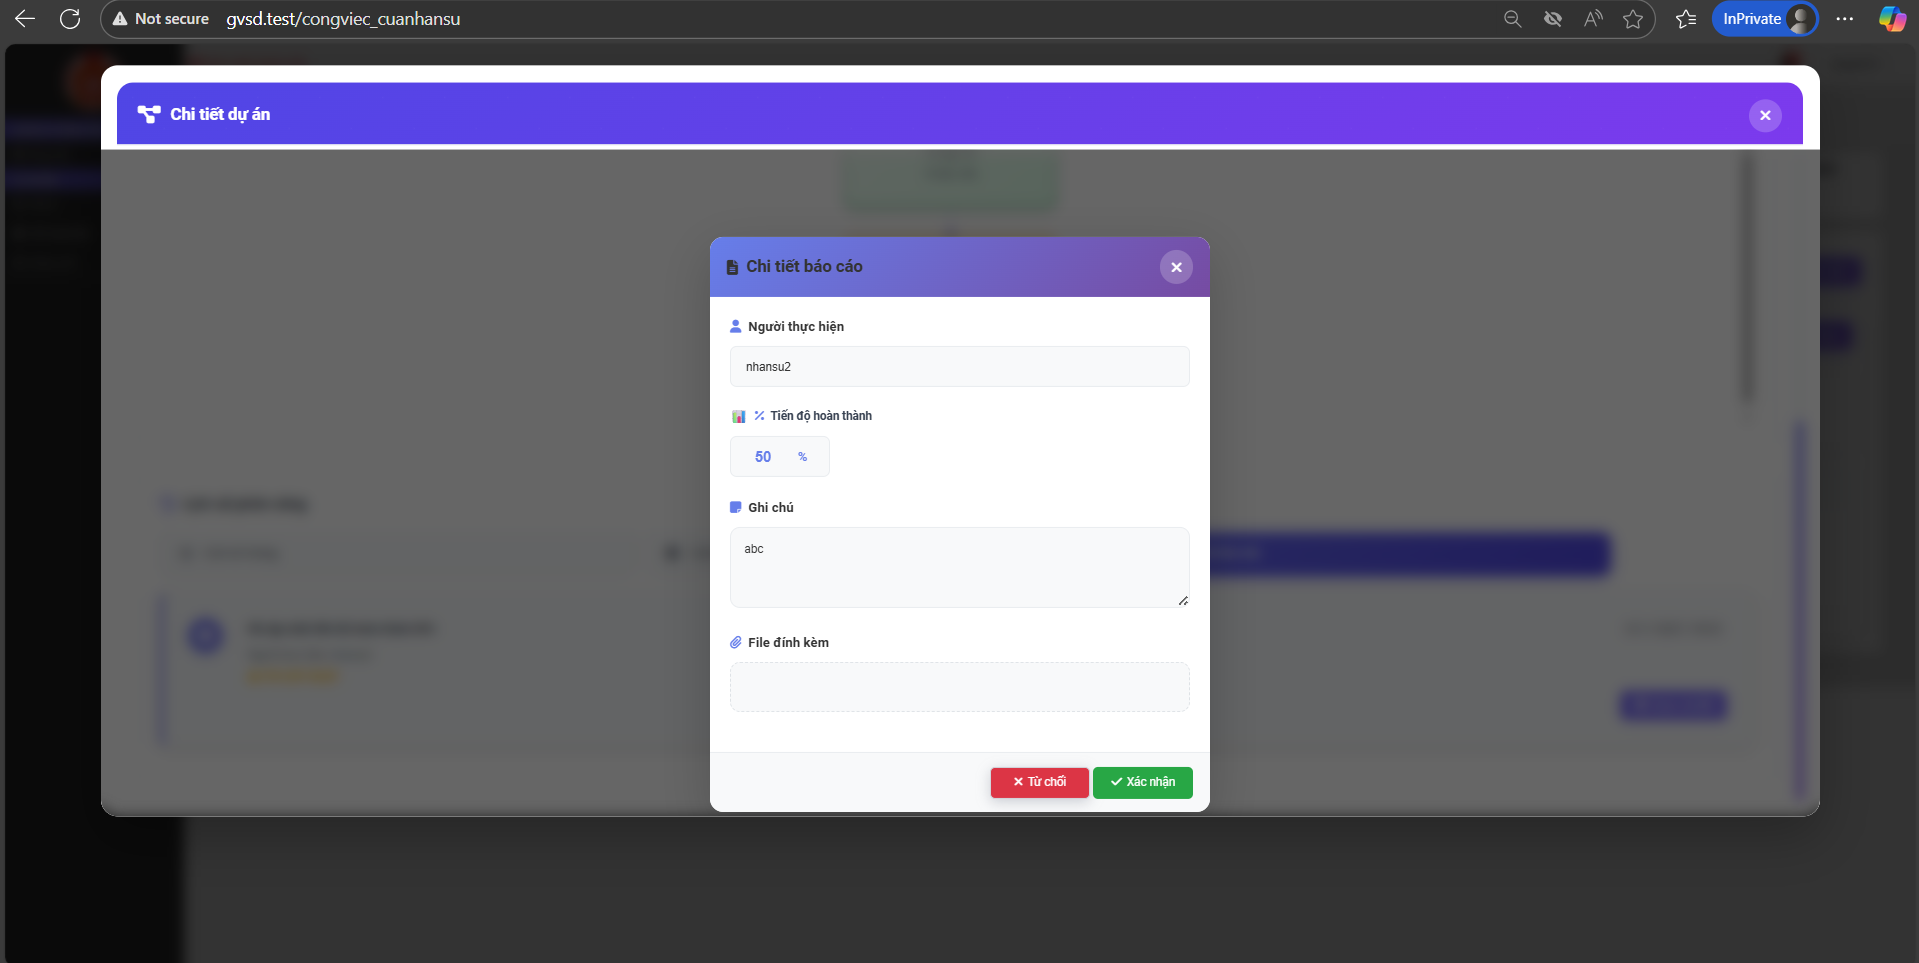 Not secure
gvsd.test/congviec_cuanhansu
InPrivate
Chi tiết dự án
Chi tiết báo cáo
Người thực hiện
nhansu2
Tiến độ hoàn thành
50 %
Ghi chú
abc
File đính kèm
Từ chối
Xác nhận